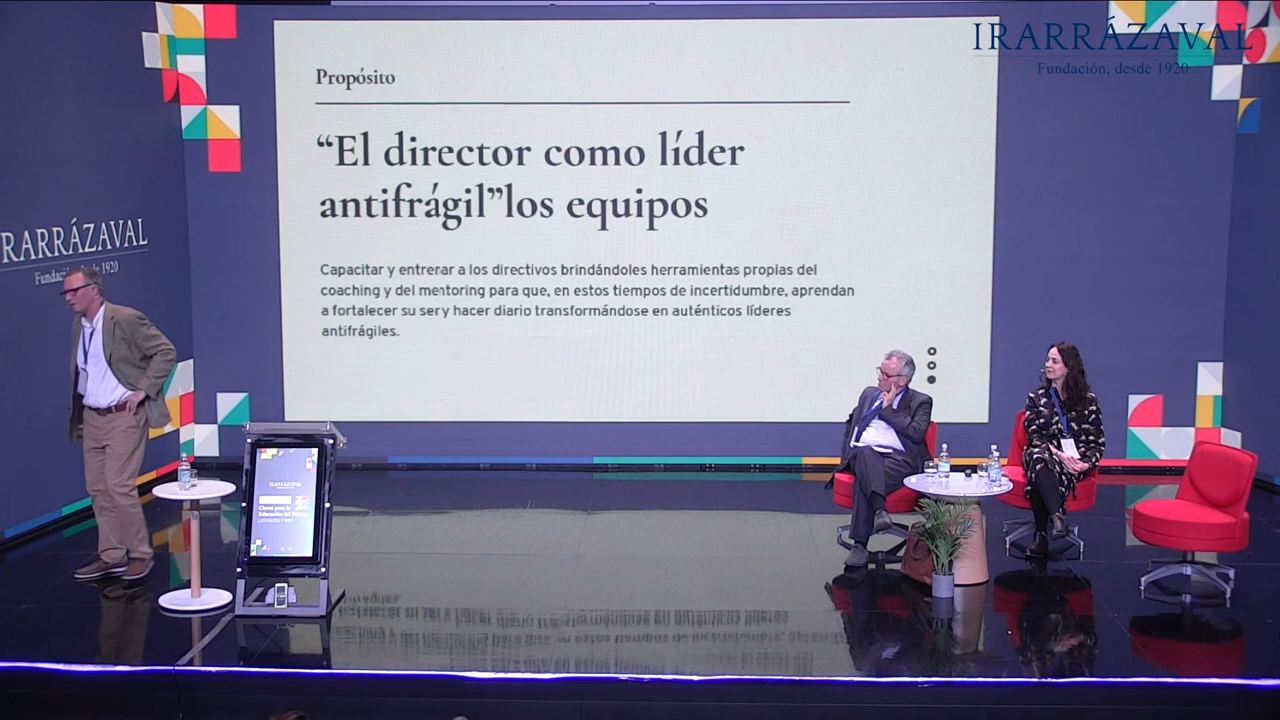 IRARRÁZAVAL
Fundación, desde 1920
Propósito
“El director como líder
antifrágil”los equipos
Capacitar y entrenar a los directivos brindándoles herramientas propias del
coaching y del mentoring para que, en estos tiempos de incertidumbre, aprendan
a fortalecer su ser y hacer diario transformándose en auténticos líderes
antifrágiles.
RARRÁZAVAL
1920
IRARRÁZAVAL